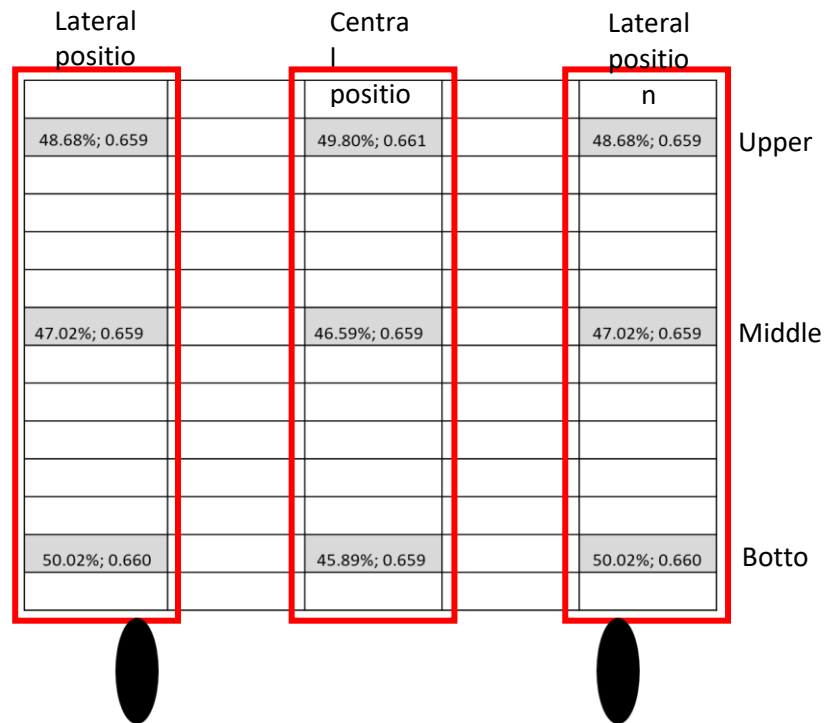 Lateral
positio
Centra
l
positio
Lateral
positio
n
48.68%; 0.659
49.80%; 0.661
48.68%; 0.659
Upper
47.02%; 0.659
46.59%; 0.659
47.02%; 0.659
Middle
50.02%; 0.660
45.89%; 0.659
50.02%; 0.660
Botto